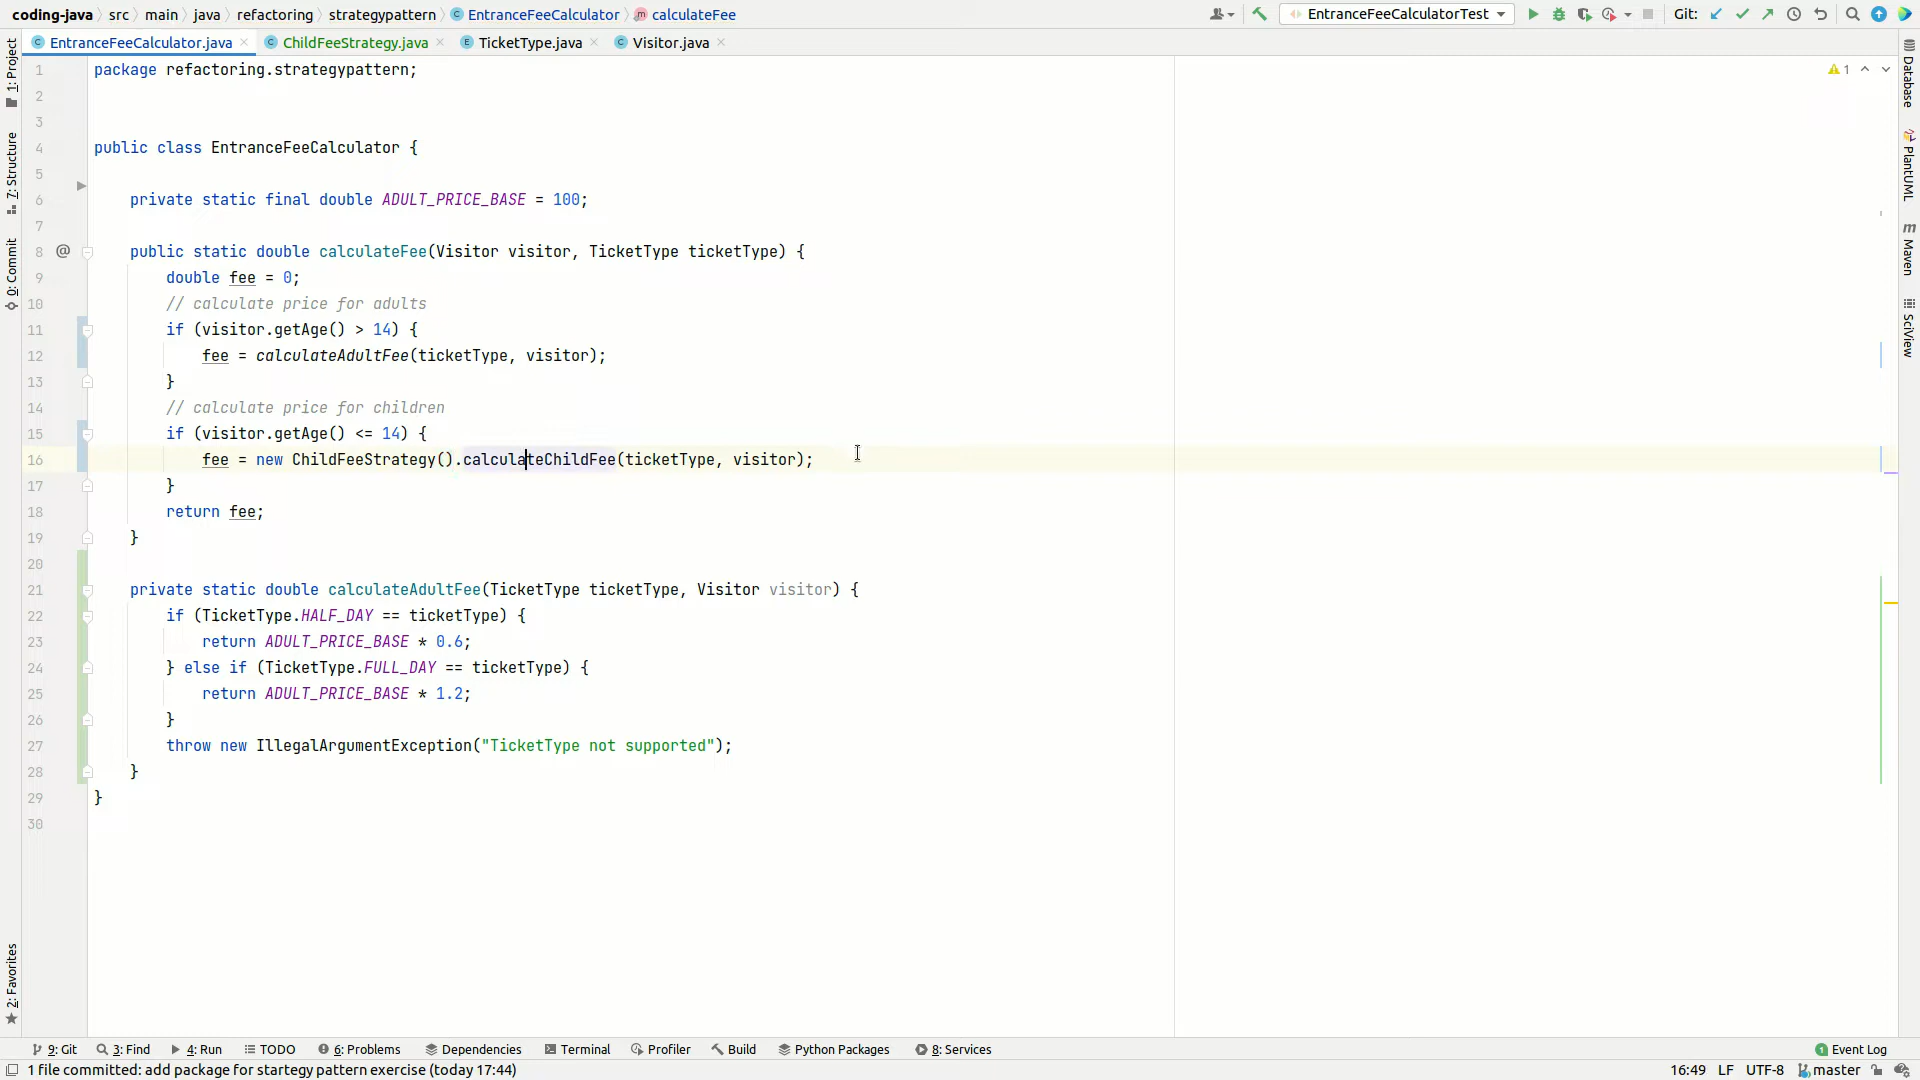 coding-java src main java refactoring strategypattern EntranceFeeCalculator calculateFee EntranceFeeCalculatorTest Git:
EntranceFeeCalculator.java ChildFeeStrategy.java TicketType.java Visitor.java
1 package refactoring.strategypattern;
2
3
4 public class EntranceFeeCalculator {
5
6 private static final double ADULT_PRICE_BASE = 100;
7
8 @ public static double calculateFee(Visitor visitor, TicketType ticketType) {
9 double fee = 0;
10 // calculate price for adults
11 if (visitor.getAge() > 14) {
12 fee = calculateAdultFee(ticketType, visitor);
13 }
14 // calculate price for children
15 if (visitor.getAge() <= 14) {
16 fee = new ChildFeeStrategy().calculateChildFee(ticketType, visitor);
17 }
18 return fee;
19 }
20
21 private static double calculateAdultFee(TicketType ticketType, Visitor visitor) {
22 if (TicketType.HALF_DAY == ticketType) {
23 return ADULT_PRICE_BASE * 0.6;
24 } else if (TicketType.FULL_DAY == ticketType) {
25 return ADULT_PRICE_BASE * 1.2;
26 }
27 throw new IllegalArgumentException("TicketType not supported");
28 }
29 }
30
1
1: Project
7: Structure
0: Commit
2: Favorites
Database
PlantUML
Maven
SciView
9: Git 3: Find 4: Run TODO 6: Problems Dependencies Terminal Profiler Build Python Packages 8: Services 1 Event Log
1 file committed: add package for startegy pattern exercise (today 17:44) 16:49 LF UTF-8 master